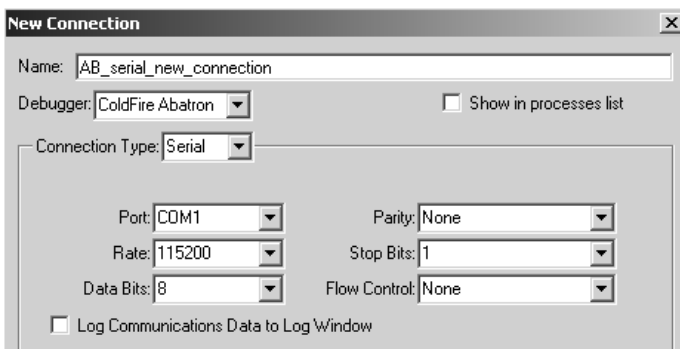 New Connection
Name: AB_serial_new_connection
Debugger: ColdFire Abatron Show in processes list
Connection Type: Serial
Port: COM1 Parity: None
Rate: 115200 Stop Bits: 1
Data Bits: 8 Flow Control: None
Log Communications Data to Log Window